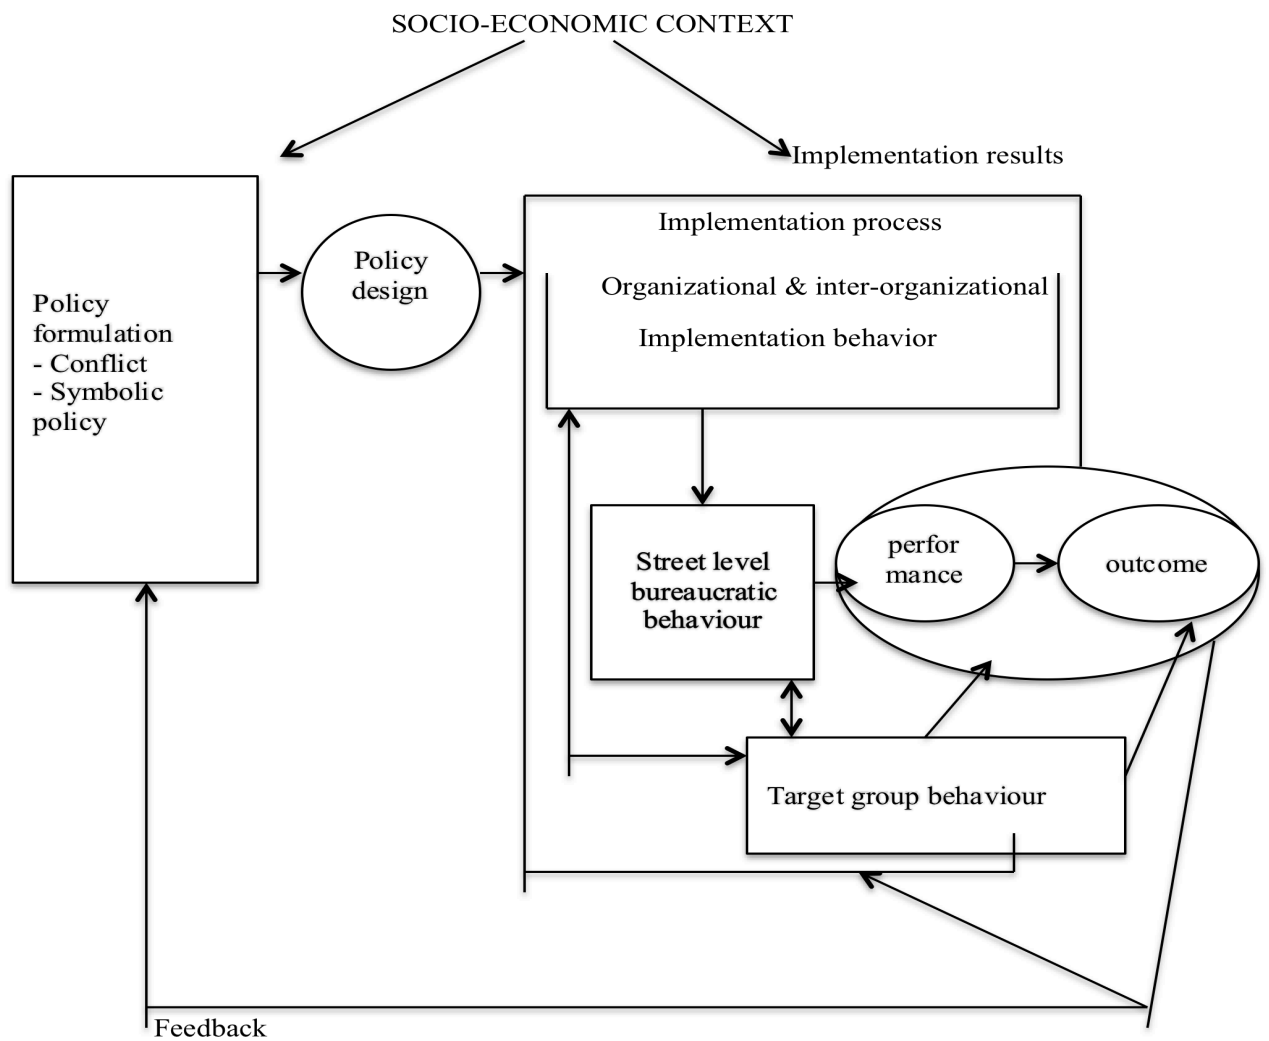 SOCIO-ECONOMIC CONTEXT
Implementation results
Implementation process
Policy
design
Organizational & inter-organizational
Implementation behavior
Policy
formulation
- Conflict
- Symbolic
policy
Street level
bureaucratic
behaviour
perfor
mance
outcome
Target group behaviour
Feedback